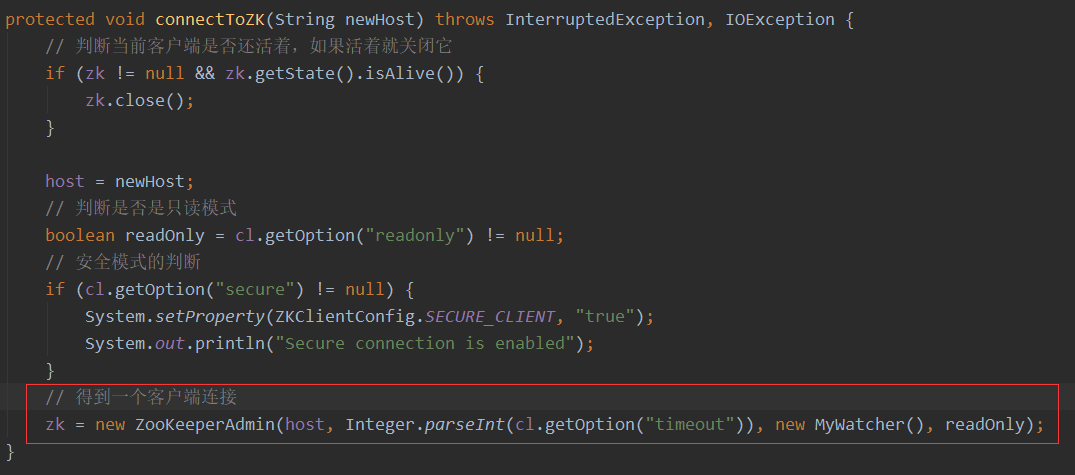 protected void connectToZK(String newHost) throws InterruptedException, IOException {
// 判断当前客户端是否还活着，如果活着就关闭它
if (zk != null && zk.getState().isAlive()) {
zk.close();
}
host = newHost;
// 判断是否是只读模式
boolean readOnly = cl.getOption("readonly") != null;
// 安全模式的判断
if (cl.getOption("secure") != null) {
System.setProperty(ZKClientConfig.SECURE_CLIENT, "true");
System.out.println("Secure connection is enabled");
}
// 得到一个客户端连接
zk = new ZooKeeperAdmin(host, Integer.parseInt(cl.getOption("timeout")), new MyWatcher(), readOnly);
}